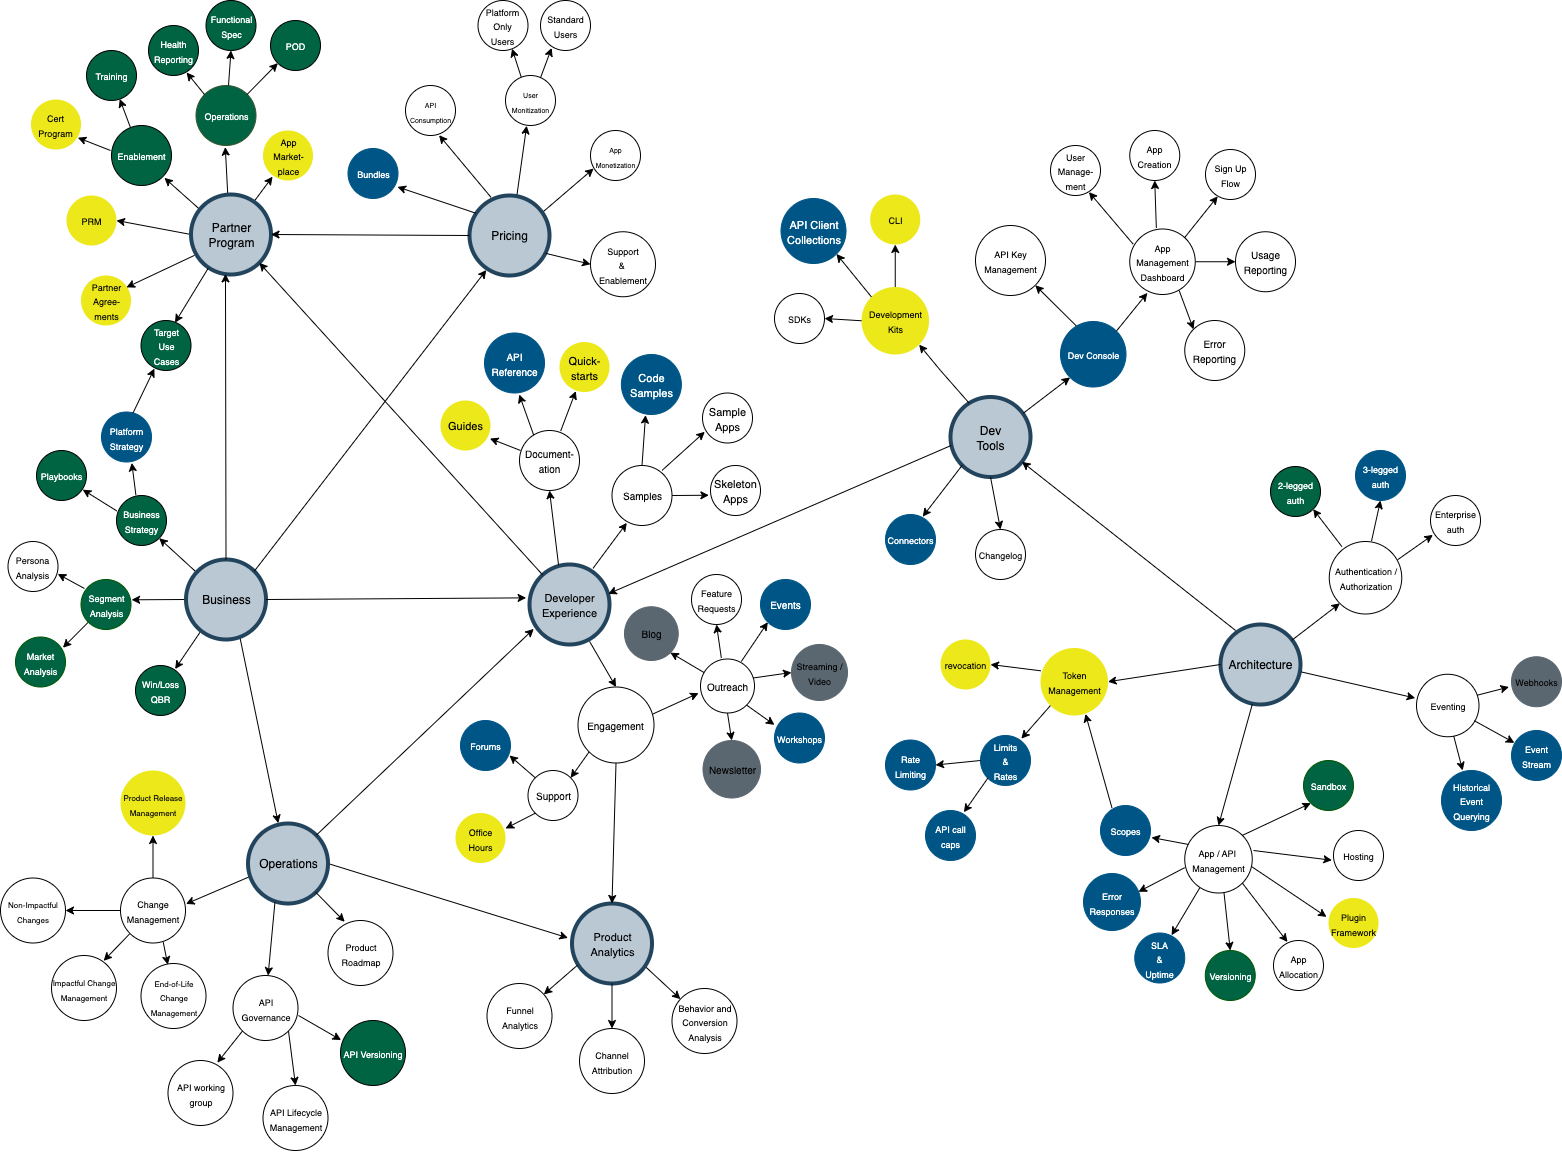 Functional
Spec
Health
Reporting
POD
Training
Cert
Program
Operations
Enablement
App
Market-
place
PRM
Partner
Program
Partner
Agree-
ments
Target
Use
Cases
Platform
Only
Users
Standard
Users
User
Monitization
API
Consumption
App
Monetization
Bundles
Pricing
Support
&
Enablement
API Client
Collections
CLI
SDKs
Development
Kits
API Key
Management
User
Manage-
ment
App
Creation
Sign Up
Flow
App
Management
Dashboard
Usage
Reporting
Error
Reporting
Dev Console
Dev
Tools
Connectors
Changelog
API
Reference
Quick-
starts
Code
Samples
Guides
Document-
ation
Sample
Apps
Samples
Skeleton
Apps
Platform
Strategy
Playbooks
Business
Strategy
Persona
Analysis
Segment
Analysis
Market
Analysis
Win/Loss
QBR
Business
Developer
Experience
Feature
Requests
Events
Blog
Streaming /
Video
Outreach
Workshops
Newsletter
Engagement
Forums
Support
Office
Hours
2-legged
auth
3-legged
auth
Enterprise
auth
Authentication /
Authorization
Architecture
revocation
Token
Management
Limits
&
Rates
Rate
Limiting
API call
caps
Webhooks
Eventing
Event
Stream
Historical
Event
Querying
Scopes
Sandbox
App / API
Management
Hosting
Error
Responses
Plugin
Framework
SLA
&
Uptime
Versioning
App
Allocation
Product Release
Management
Operations
Non-Impactful
Changes
Change
Management
Impactful Change
Management
End-of-Life
Change
Management
Product
Roadmap
API
Governance
API Versioning
API working
group
API Lifecycle
Management
Product
Analytics
Funnel
Analytics
Behavior and
Conversion
Analysis
Channel
Attribution